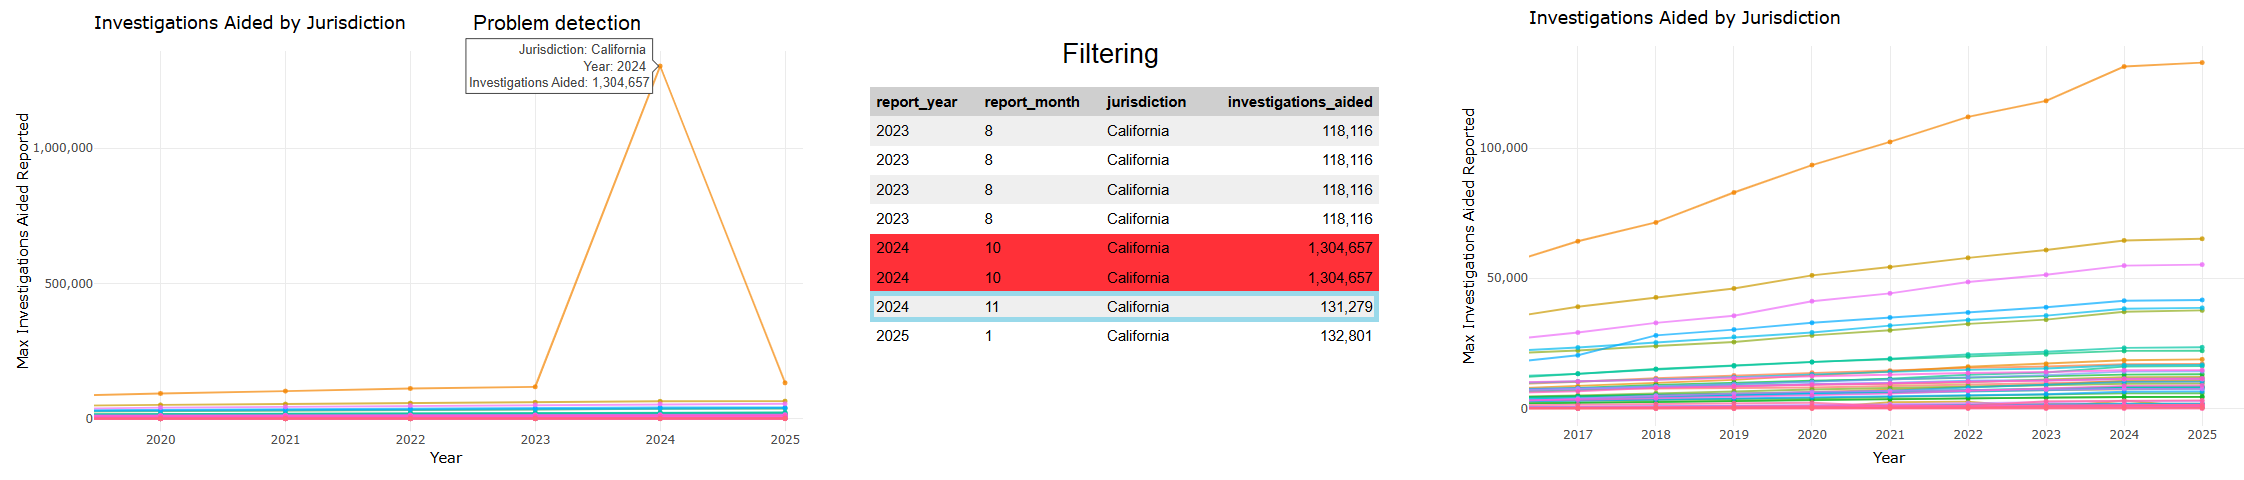 Investigations Aided by Jurisdiction
Problem detection
Jurisdiction: California
Year: 2024
Investigations Aided: 1,304,657
Max Investigations Aided Reported
1,000,000
500,000
0
2020 2021 2022 2023 2024 2025
Year
Filtering
report_year report_month jurisdiction investigations_aided
2023 8 California 118,116
2023 8 California 118,116
2023 8 California 118,116
2023 8 California 118,116
2024 10 California 1,304,657
2024 10 California 1,304,657
2024 11 California 131,279
2025 1 California 132,801
Investigations Aided by Jurisdiction
Max Investigations Aided Reported
100,000
50,000
0
2017 2018 2019 2020 2021 2022 2023 2024 2025
Year